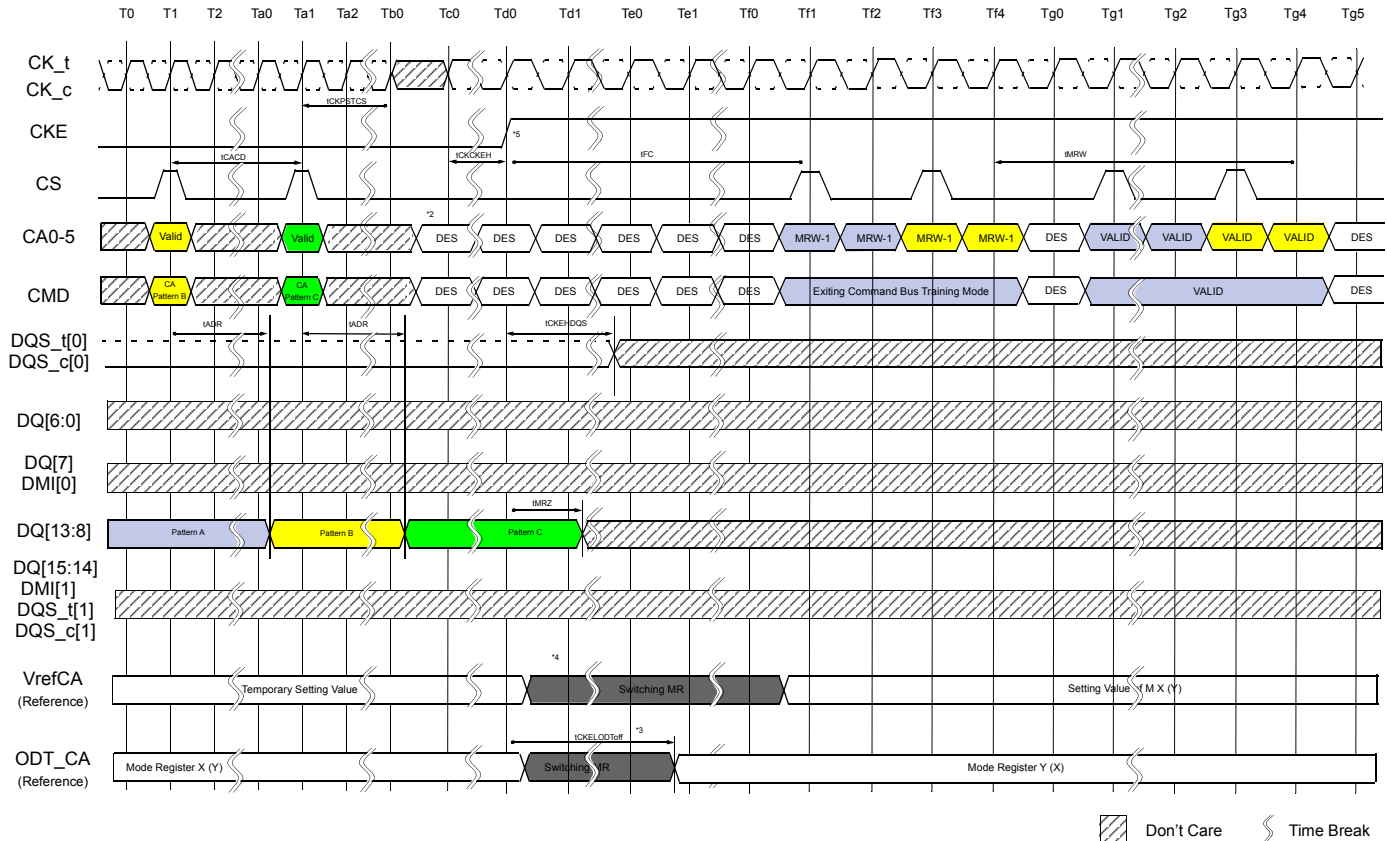 T0 T1 T2 Ta0 Ta1 Ta2 Tb0 Tc0 Td0 Td1 Te0 Te1 Tf0 Tf1 Tf2 Tf3 Tf4 Tg0 Tg1 Tg2 Tg3 Tg4 Tg5
CK_t
CK_c
tCKPSTCS
CKE
*5
tCACD
tCKCKEH
tFC
tMRW
CS
*2
CA0-5
Valid
Valid
DES DES DES DES DES DES MRW-1 MRW-1 MRW-1 MRW-1 DES VALID VALID VALID VALID DES
CMD
CA
Pattern B
CA
Pattern C
DES DES DES DES DES DES Exiting Command Bus Training Mode DES VALID DES
tADR
tADR
tCKEHDQS
DQS_t[0]
DQS_c[0]
DQ[6:0]
DQ[7]
DMI[0]
tMRZ
DQ[13:8]
Pattern A
Pattern B
Pattern C
DQ[15:14]
DMI[1]
DQS_t[1]
DQS_c[1]
*4
VrefCA
(Reference)
Temporary Setting Value
Switching MR
Setting Value of M X (Y)
tCKELODToff
*3
ODT_CA
(Reference)
Mode Register X (Y)
Switching MR
Mode Register Y (X)
Don't Care
Time Break